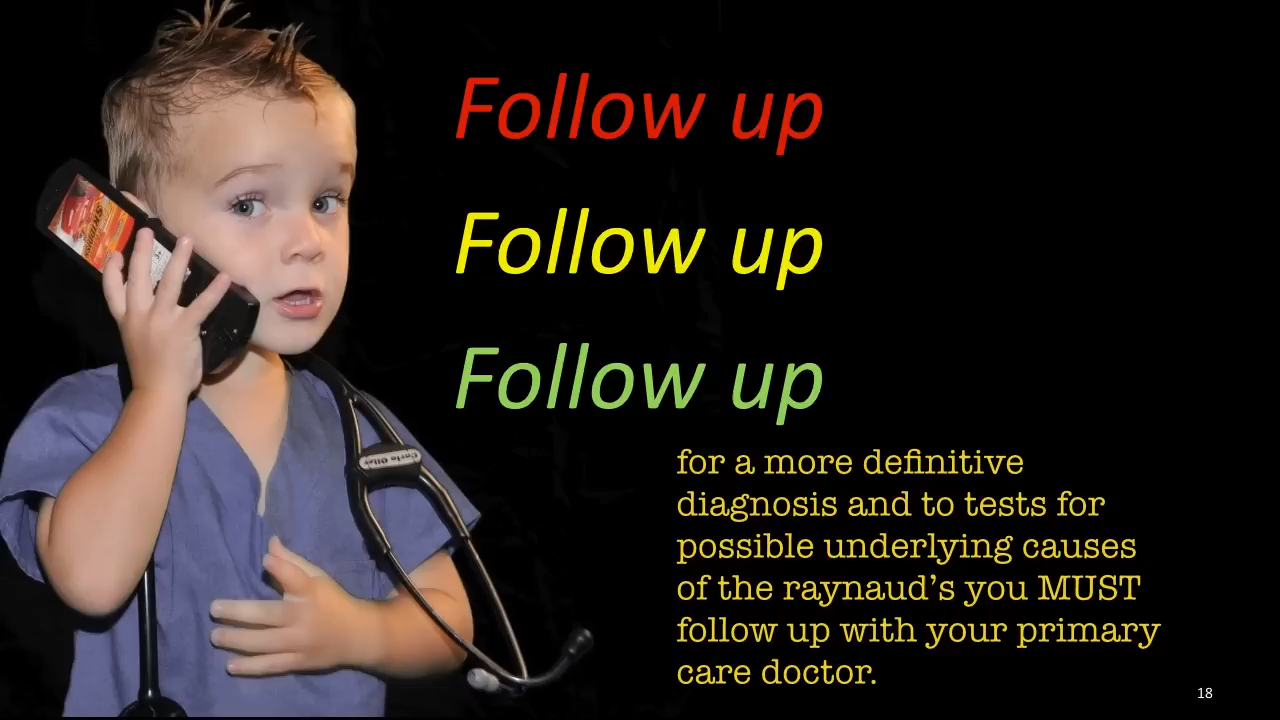 Follow up
Follow up
Follow up
for a more definitive
diagnosis and to tests for
possible underlying causes
of the raynaud's you MUST
follow up with your primary
care doctor.
18